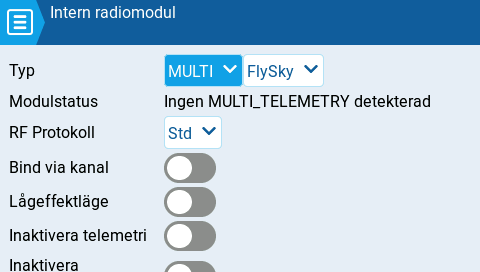 Intern radiomodul
Typ MULTI FlySky
Modulstatus Ingen MULTI_TELEMETRY detekterad
RF Protokoll Std
Bind via kanal
Lågeffektläge
Inaktivera telemetri
Inaktivera